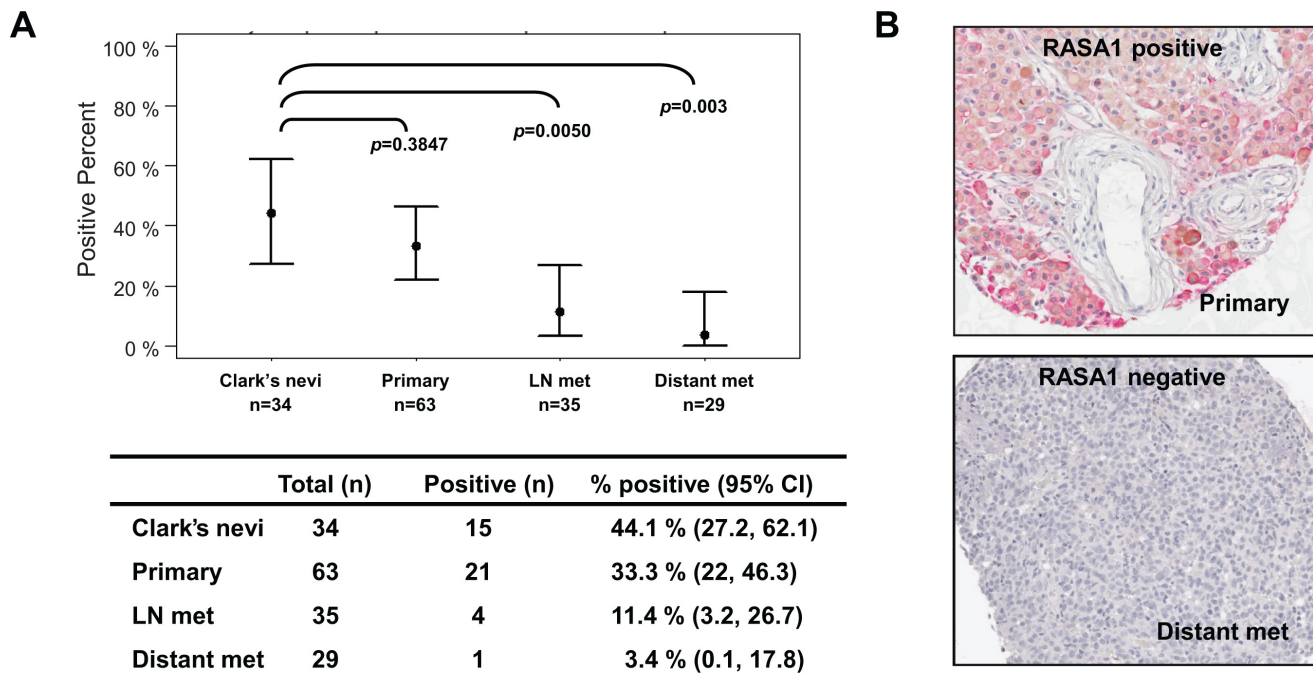 A
Positive Percent
100 %
80 %
60 %
40 %
20 %
0 %
p=0.3847
p=0.0050
p=0.003
Clark's nevi
n=34
Primary
n=63
LN met
n=35
Distant met
n=29
Total (n) Positive (n) % positive (95% CI)
Clark's nevi 34 15 44.1 % (27.2, 62.1)
Primary 63 21 33.3 % (22, 46.3)
LN met 35 4 11.4 % (3.2, 26.7)
Distant met 29 1 3.4 % (0.1, 17.8)
B
RASA1 positive
Primary
RASA1 negative
Distant met